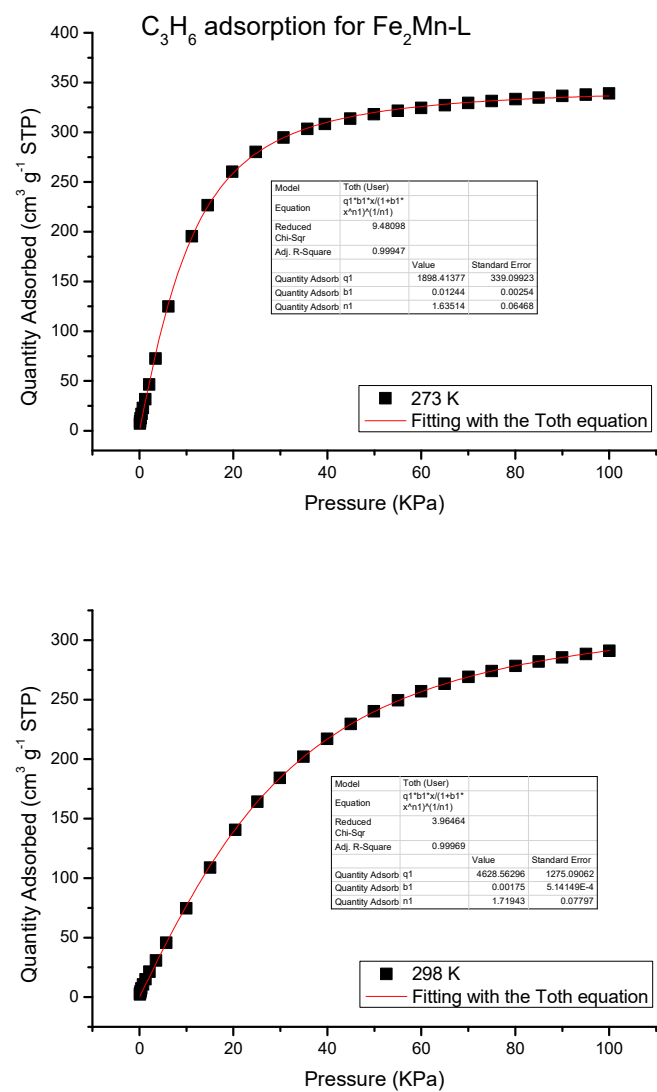 C3H6 adsorption for Fe2Mn-L
400
350
300
250
200
150
100
50
0
Quantity Adsorbed (cm3 g-1 STP)
Model Toth (User)
Equation q1*b1*x/(1+b1*
x^n1)^(1/n1)
Reduced
Chi-Sqr 9.48098
Adj. R-Square 0.99947
Value Standard Error
Quantity Adsorb q1 1898.41377 339.09923
Quantity Adsorb b1 0.01244 0.00254
Quantity Adsorb n1 1.63514 0.06468
273 K
Fitting with the Toth equation
0 20 40 60 80 100
Pressure (KPa)
300
250
200
150
100
50
0
Quantity Adsorbed (cm3 g-1 STP)
Model Toth (User)
Equation q1*b1*x/(1+b1*
x^n1)^(1/n1)
Reduced
Chi-Sqr 3.96464
Adj. R-Square 0.99969
Value Standard Error
Quantity Adsorb q1 4628.56296 1275.09062
Quantity Adsorb b1 0.00175 5.14149E-4
Quantity Adsorb n1 1.71943 0.07797
298 K
Fitting with the Toth equation
0 20 40 60 80 100
Pressure (KPa)